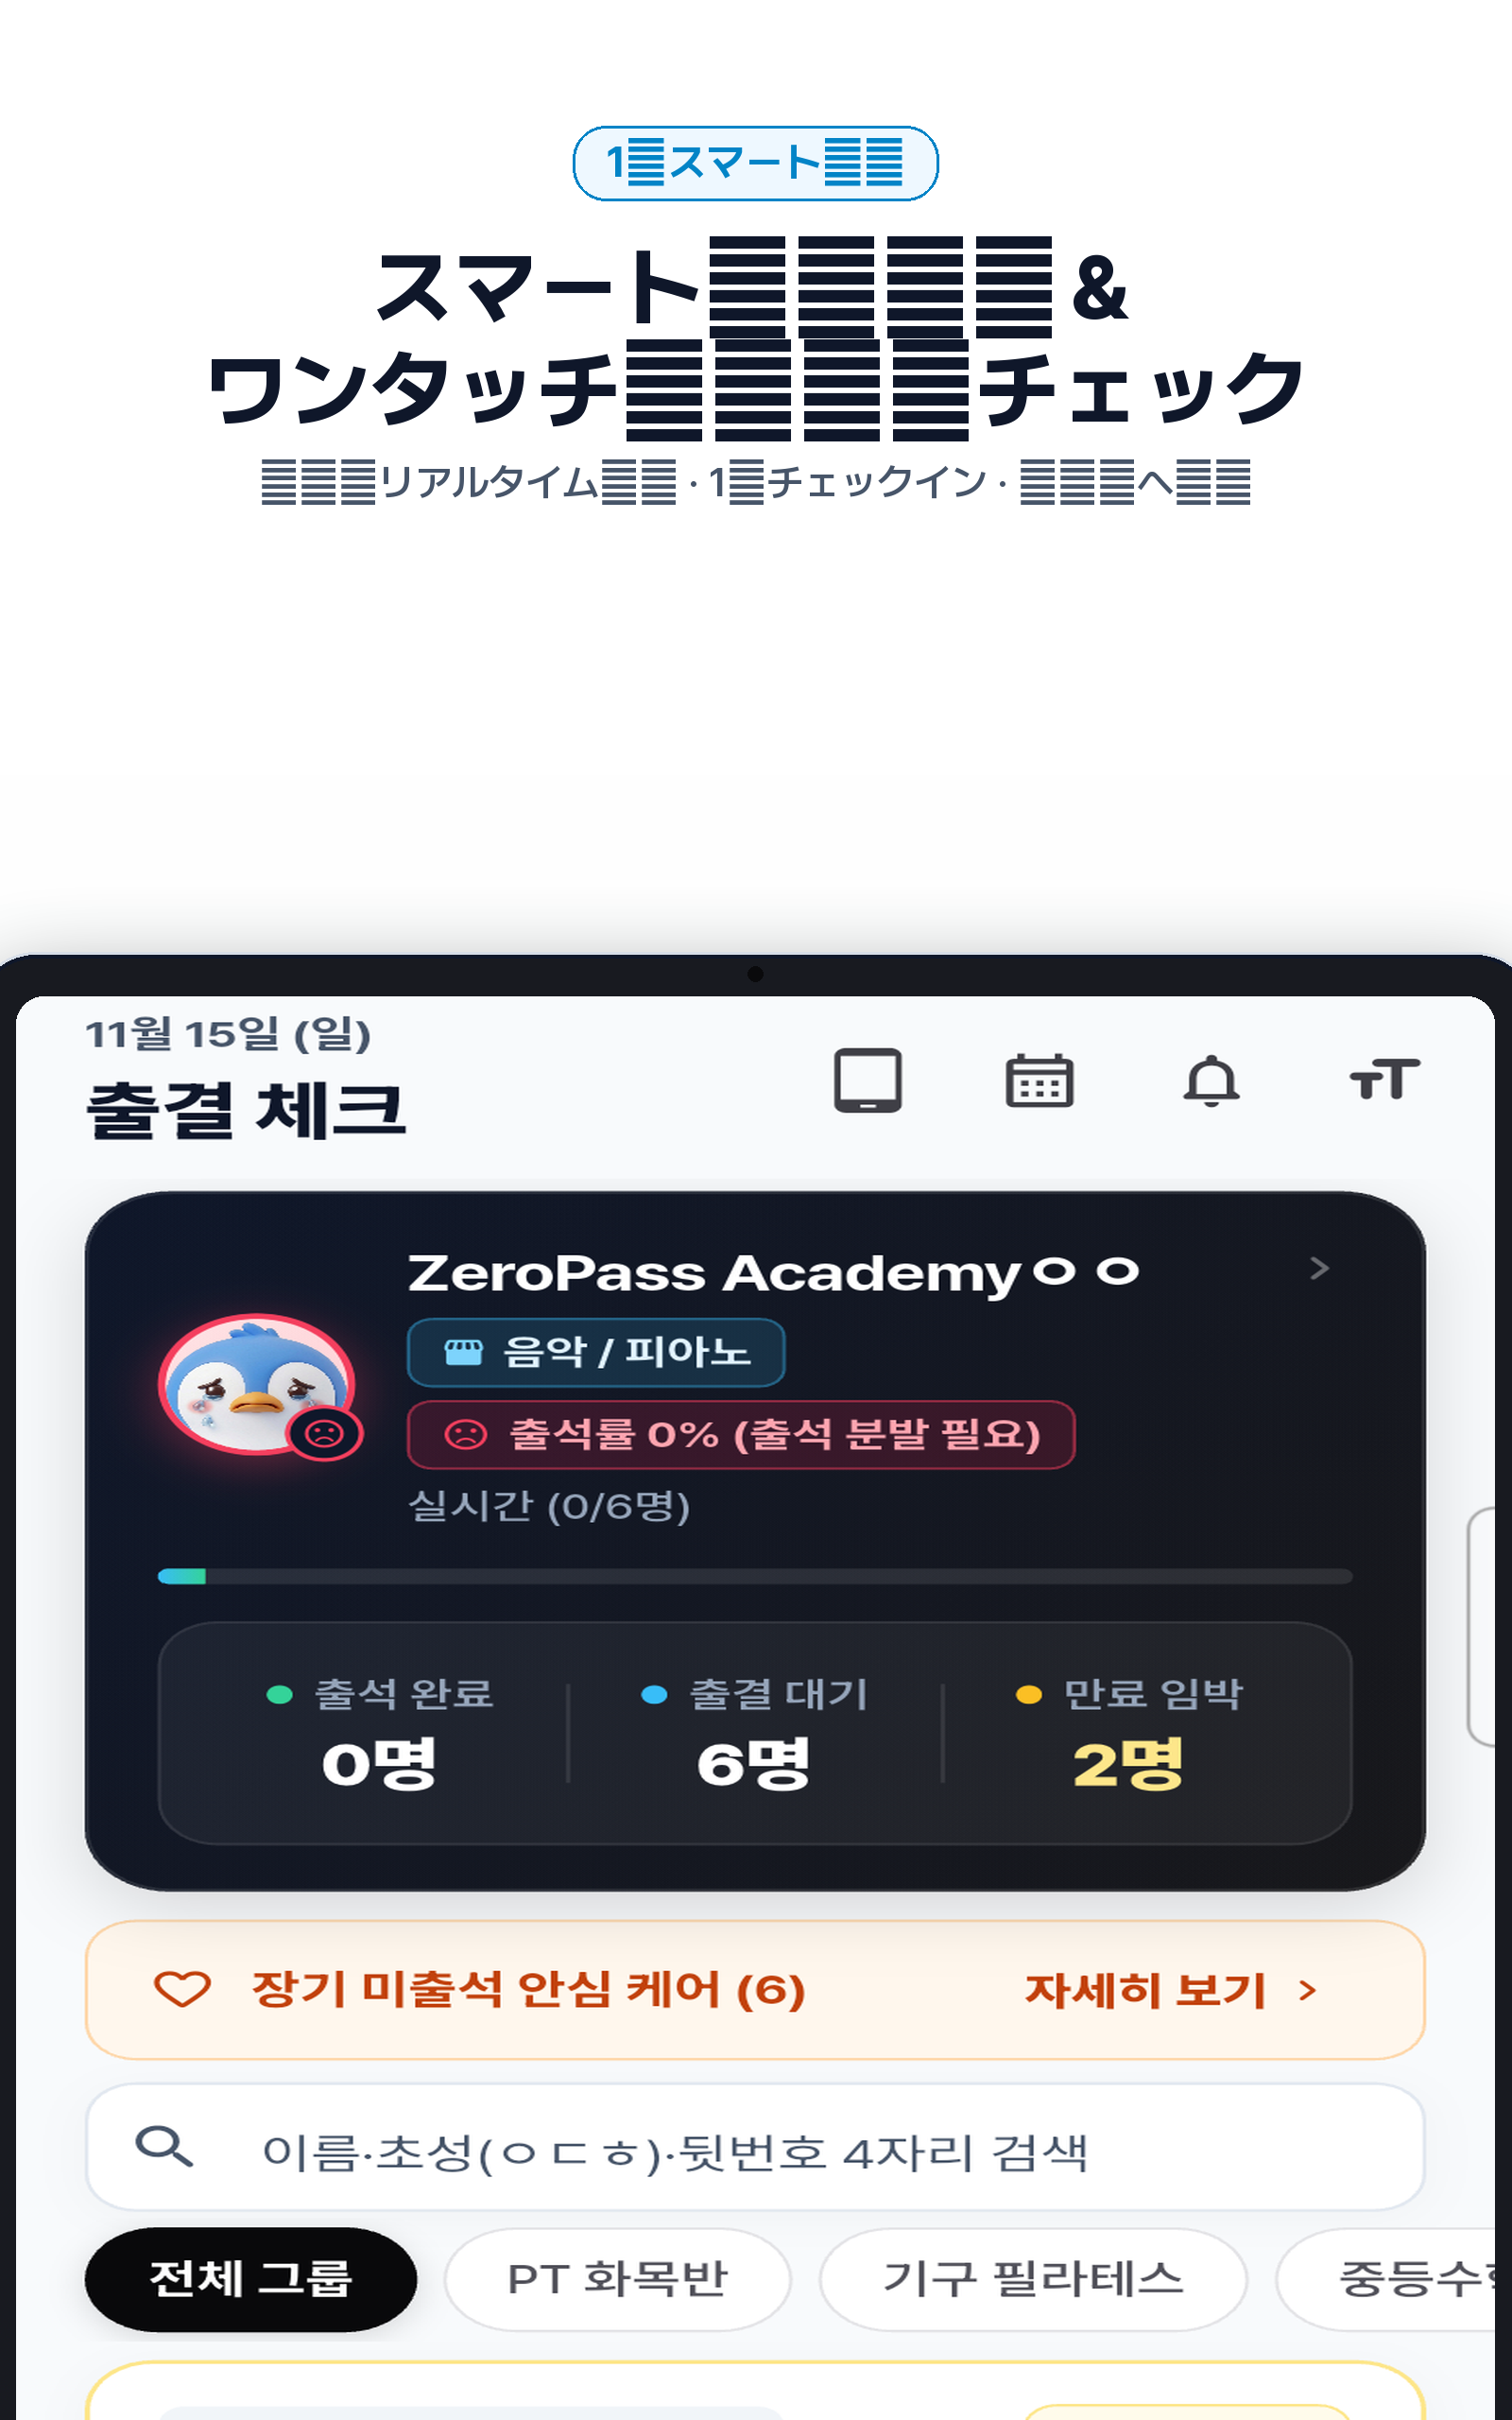 スマート &
ワンタッチ チェック
リアルタイム · 1 チェックイン · へ
1 スマート
11월 15일 (일)
출결 체크
ZeroPass Academyㅇㅇ
음악 / 피아노
출석률 0% (출석 분발 필요)
실시간 (0/6명)
출석 완료 출결 대기 만료 임박
0명 6명 2명
장기 미출석 안심 케어 (6) 자세히 보기 >
이름·초성(ㅇㄷㅎ)·뒷번호 4자리 검색
전체 그룹 PT 화목반 기구 필라테스